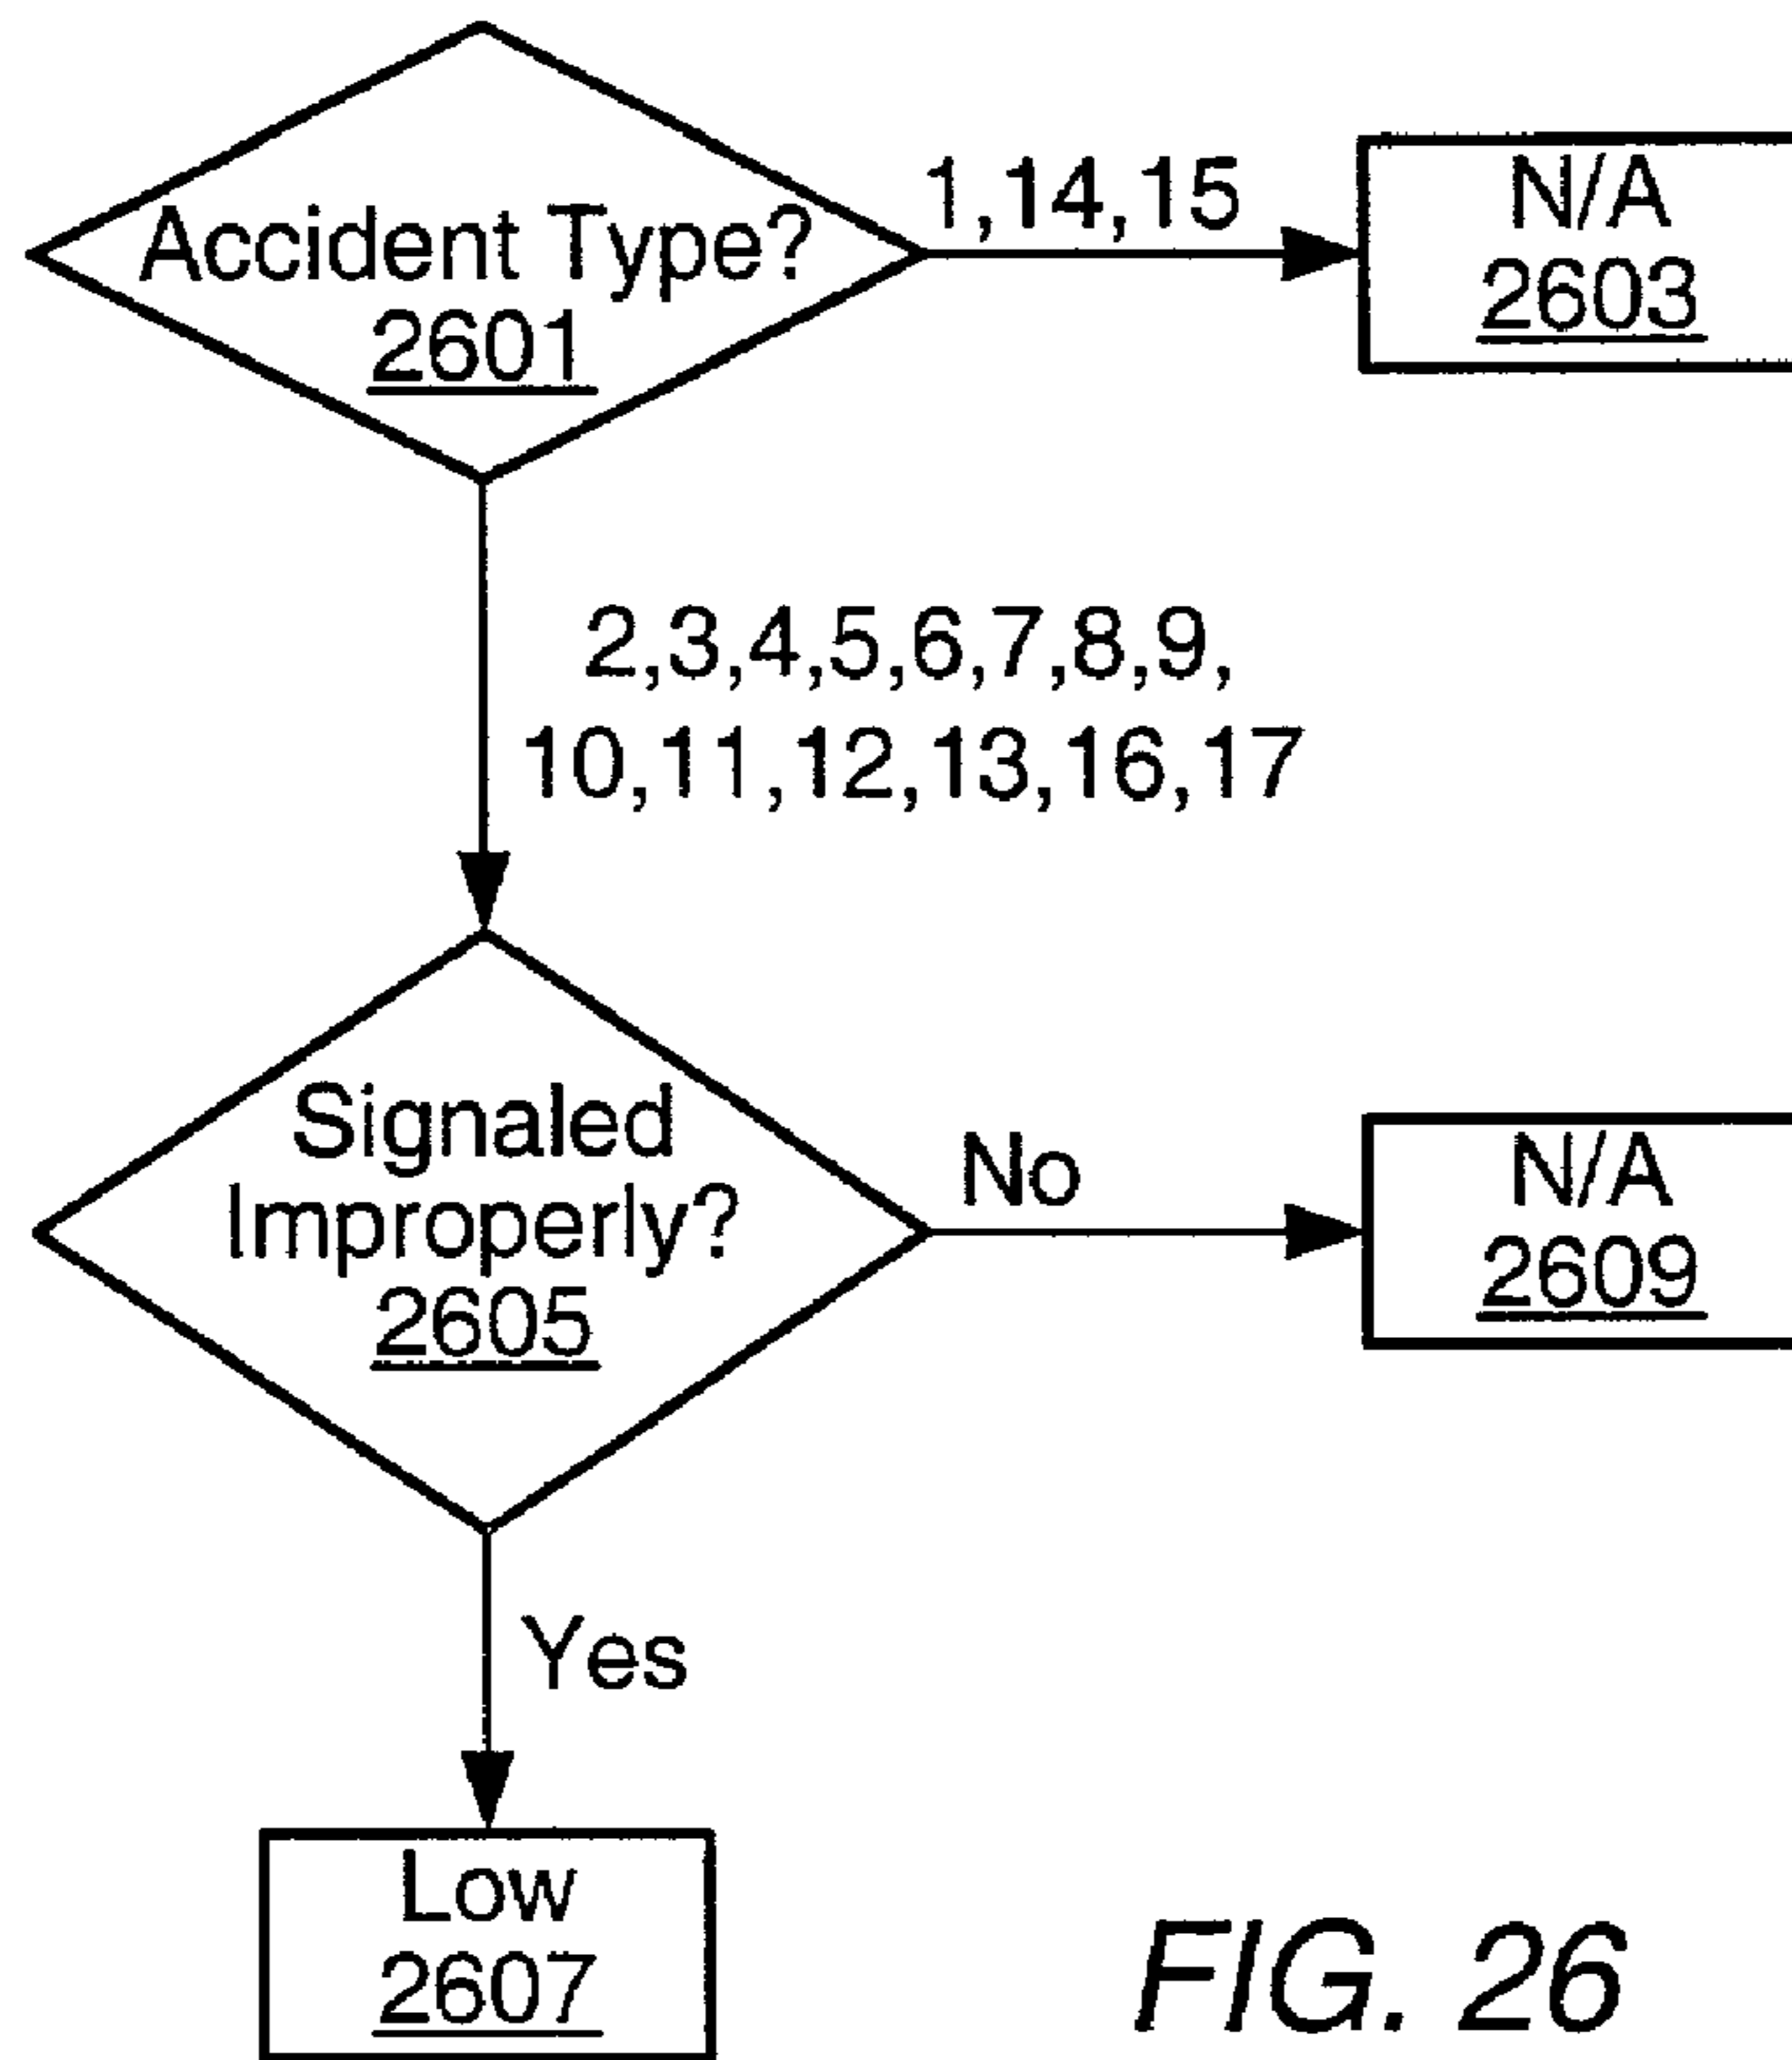 Accident Type?
2601
1,14,15
N/A
2603
2,3,4,5,6,7,8,9,
10,11,12,13,16,17
Signaled
Improperly?
2605
No
N/A
2609
Yes
Low
2607
FIG. 26